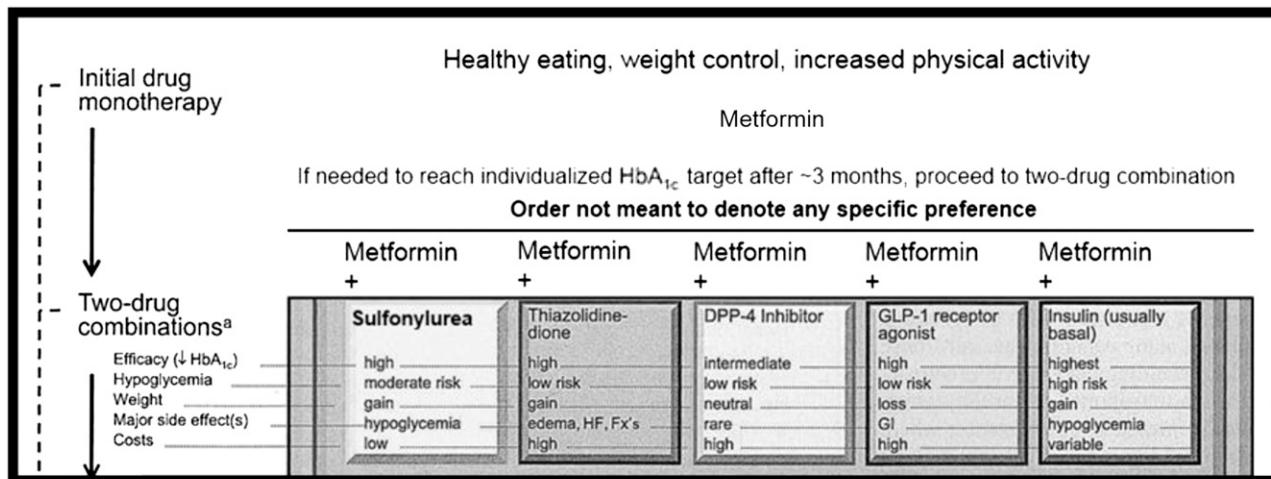 Healthy eating, weight control, increased physical activity
Initial drug
monotherapy
Metformin
If needed to reach individualized HbA1c target after ~3 months, proceed to two-drug combination
Order not meant to denote any specific preference
Metformin Metformin Metformin Metformin Metformin
+ + + + +
Two-drug
combinationsª
Sulfonylurea Thiazolidine-
dione DPP-4 Inhibitor GLP-1 receptor
agonist Insulin (usually
basal)
Efficacy (↓ HbA1c) high high intermediate high highest
Hypoglycemia moderate risk low risk low risk low risk high risk
Weight gain gain neutral loss gain
Major side effect(s) hypoglycemia edema, HF, Fx's rare GI hypoglycemia
Costs low high high high variable